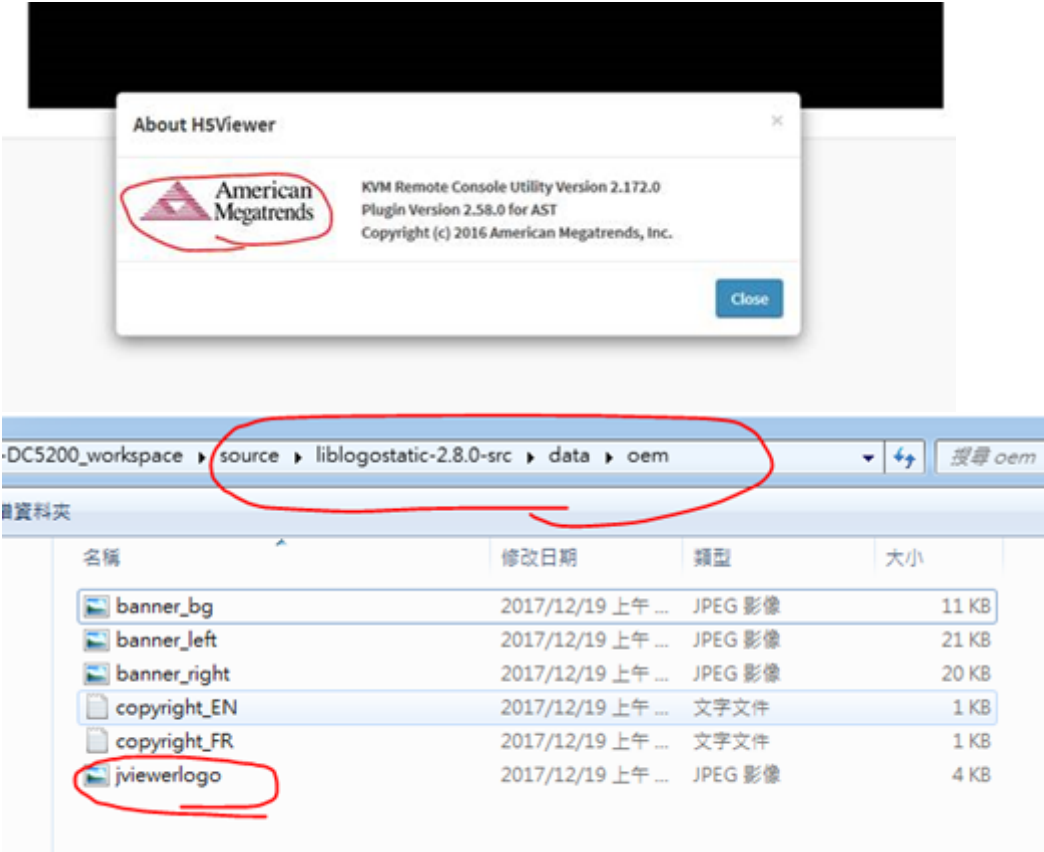 About H5Viewer ×
American
Megatrends
KVM Remote Console Utility Version 2.172.0
Plugin Version 2.58.0 for AST
Copyright (c) 2016 American Megatrends, Inc.
Close
-DC5200_workspace source liblogostatic-2.8.0-src data oem 搜尋 oem
資料夾
名稱 修改日期 類型 大小
banner_bg 2017/12/19 上午 ... JPEG 影像 11 KB
banner_left 2017/12/19 上午 ... JPEG 影像 21 KB
banner_right 2017/12/19 上午 ... JPEG 影像 20 KB
copyright_EN 2017/12/19 上午 ... 文字文件 1 KB
copyright_FR 2017/12/19 上午 ... 文字文件 1 KB
jviewerlogo 2017/12/19 上午 ... JPEG 影像 4 KB